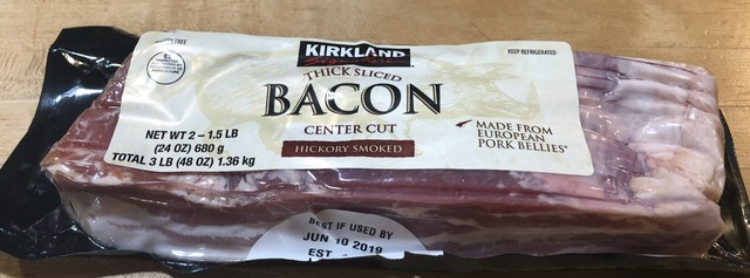 KIRKLAND
Signature
THICK SLICED
BACON
CENTER CUT
HICKORY SMOKED
KEEP REFRIGERATED
MADE FROM
EUROPEAN
PORK BELLIES*
NET WT 2 – 1.5 LB
(24 OZ) 680 g
TOTAL 3 LB (48 OZ) 1.36 kg
BEST IF USED BY
JUN 10 2019
EST